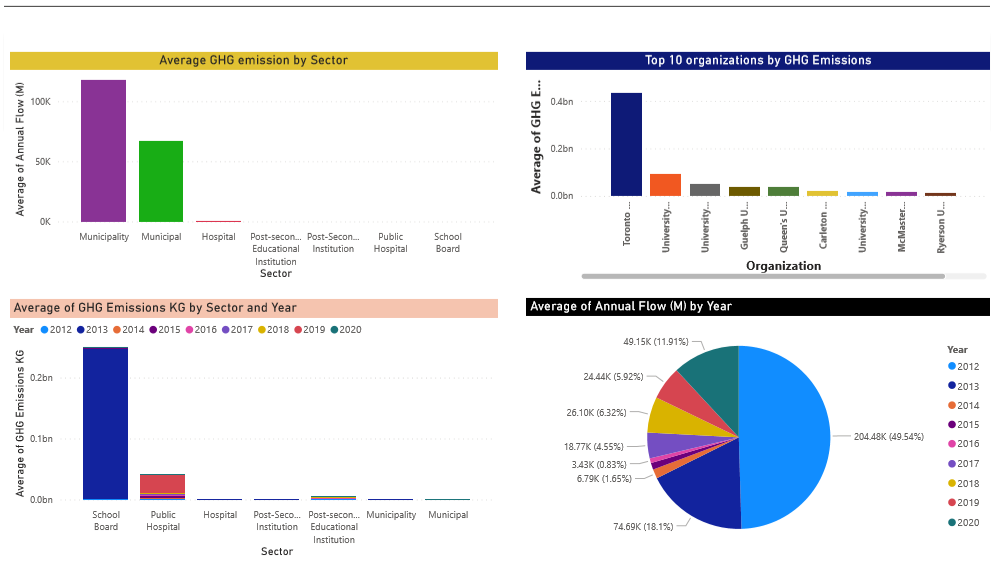 Average GHG emission by Sector
Average of Annual Flow (M)
100K
50K
0K
Municipality
Municipal
Hospital
Post-secon...
Educational
Institution
Post-Secon...
Institution
Public
Hospital
School
Board
Sector
Top 10 organizations by GHG Emissions
Average of GHG E...
0.4bn
0.2bn
0.0bn
Toronto ...
University...
University...
Guelph U...
Queen's U...
Carleton ...
University...
McMaster...
Ryerson U...
Organization
Average of GHG Emissions KG by Sector and Year
Year 2012 2013 2014 2015 2016 2017 2018 2019 2020
Average of GHG Emissions KG
0.2bn
0.1bn
0.0bn
School
Board
Public
Hospital
Hospital
Post-Seco...
Institution
Post-secon...
Educational
Institution
Municipality
Municipal
Sector
Average of Annual Flow (M) by Year
49.15K (11.91%)
24.44K (5.92%)
26.10K (6.32%)
18.77K (4.55%)
3.43K (0.83%)
6.79K (1.65%)
74.69K (18.1%)
204.48K (49.54%)
Year
2012
2013
2014
2015
2016
2017
2018
2019
2020